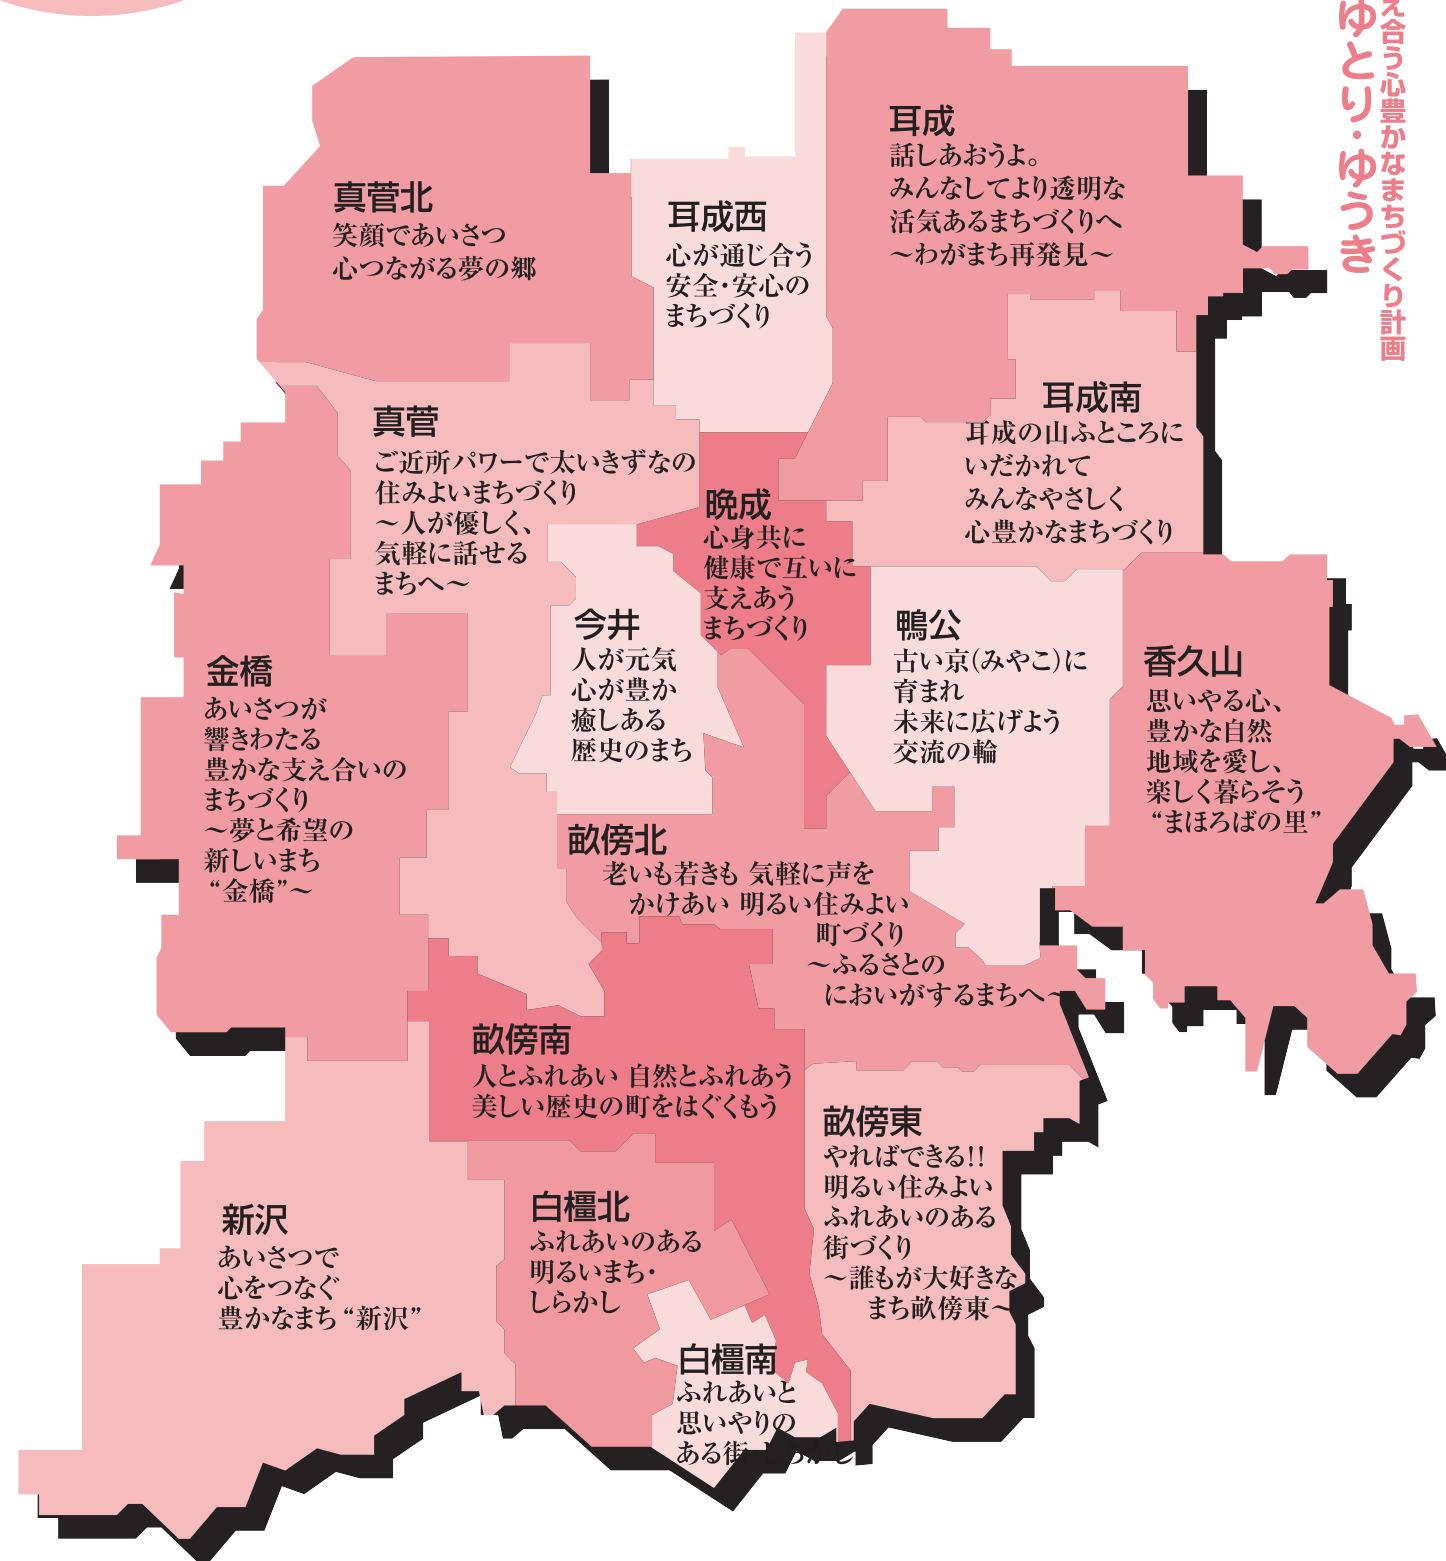 え合う心豊かなまちづくり計画
ゆとり・ゆうき
真菅北
笑顔であいさつ
心つながる夢の郷
耳成西
心が通じ合う
安全・安心の
まちづくり
耳成
話しあおうよ。
みんなしてより透明な
活気あるまちづくりへ
～わがまち再発見～
耳成南
耳成の山ふところに
いだかれて
みんなやさしく
心豊かなまちづくり
真菅
ご近所パワーで太いきずなの
住みよいまちづくり
～人が優しく、
気軽に話せる
まちへ～
晩成
心身共に
健康で互いに
支えあう
まちづくり
今井
人が元気
心が豊か
癒しある
歴史のまち
鴨公
古い京(みやこ)に
育まれ
未来に広げよう
交流の輪
香久山
思いやる心、
豊かな自然
地域を愛し、
楽しく暮らそう
“まほろばの里”
金橋
あいさつが
響きわたる
豊かな支え合いの
まちづくり
～夢と希望の
新しいまち
“金橋”～
畝傍北
老いも若きも 気軽に声を
かけあい 明るい住みよい
町づくり
～ふるさとの
においがするまちへ～
畝傍南
人とふれあい 自然とふれあう
美しい歴史の町をはぐくもう
畝傍東
やればできる!!
明るい住みよい
ふれあいのある
街づくり
～誰もが大好きな
まち畝傍東～
新沢
あいさつで
心をつなぐ
豊かなまち“新沢”
白橿北
ふれあいのある
明るいまち・
しらかし
白橿南
ふれあいと
思いやりの
ある街 しらかし